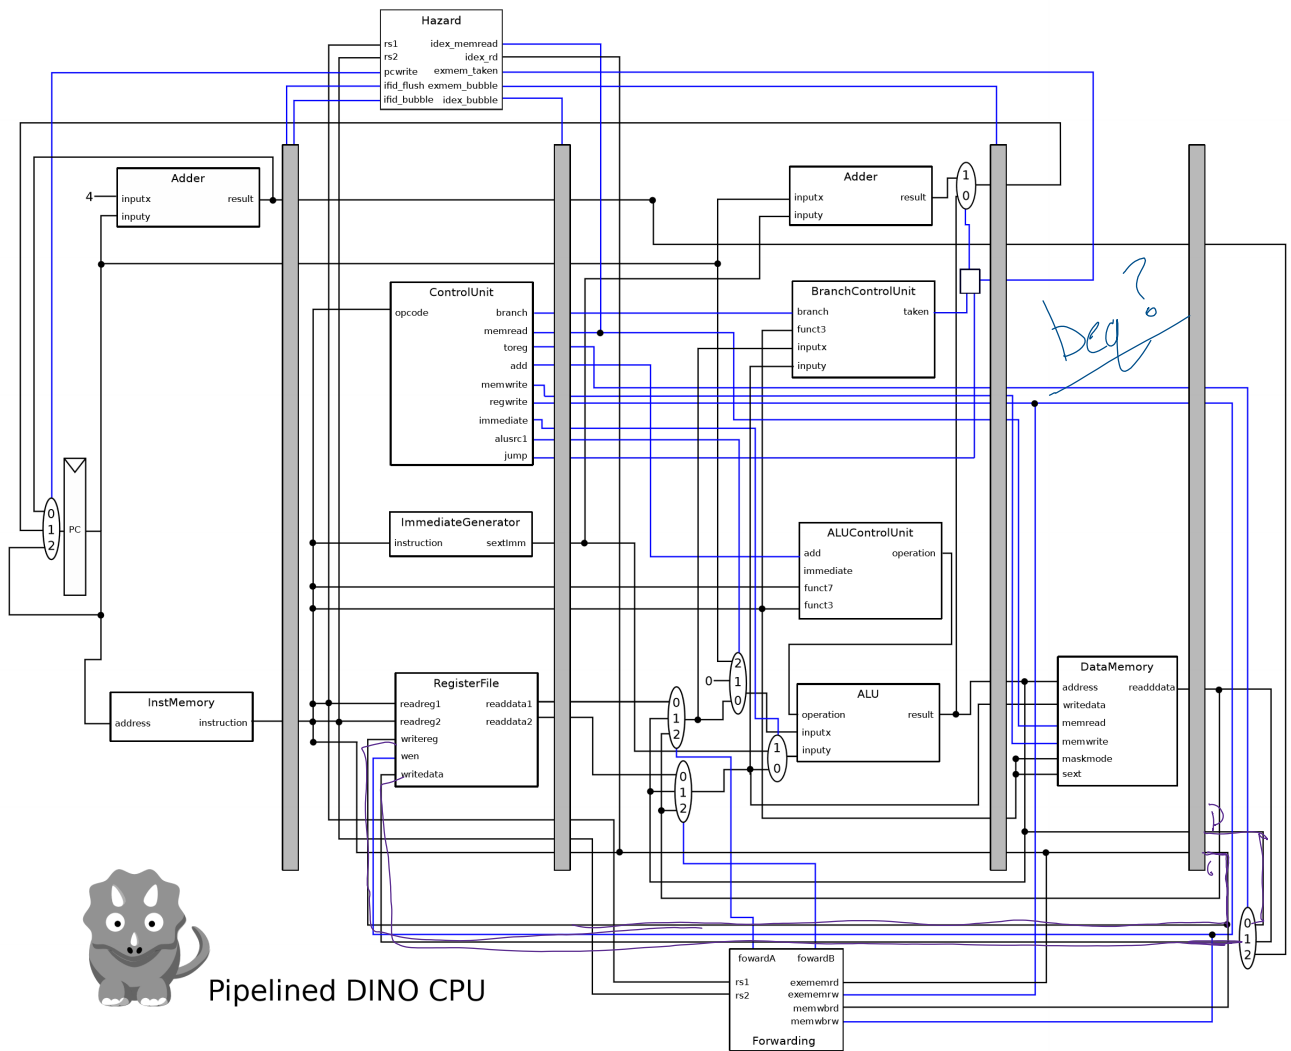 Hazard
rs1 idex_memread
rs2 idex_rd
pcwrite exmem_taken
ifid_flush exmem_bubble
ifid_bubble idex_bubble
Adder
4 inputx result
inputy
Adder
inputx result
inputy
1
0
ControlUnit
opcode branch
memread
toreg
add
memwrite
regwrite
immediate
alusrc1
jump
BranchControlUnit
branch taken
funct3
inputx
inputy
beq?
0
1
2
PC
ImmediateGenerator
instruction sextImm
ALUControlUnit
add operation
immediate
funct7
funct3
InstMemory
address instruction
RegisterFile
readreg1 readdata1
readreg2 readdata2
writereg
wen
writedata
0
1
2
0
1
2
0
2
1
0
1
0
ALU
operation result
inputx
inputy
DataMemory
address readddata
writedata
memread
memwrite
maskmode
sext
0
1
2
fowardA fowardB
rs1 exememrd
rs2 exememrw
memwbrd
memwbrw
Forwarding
Pipelined DINO CPU